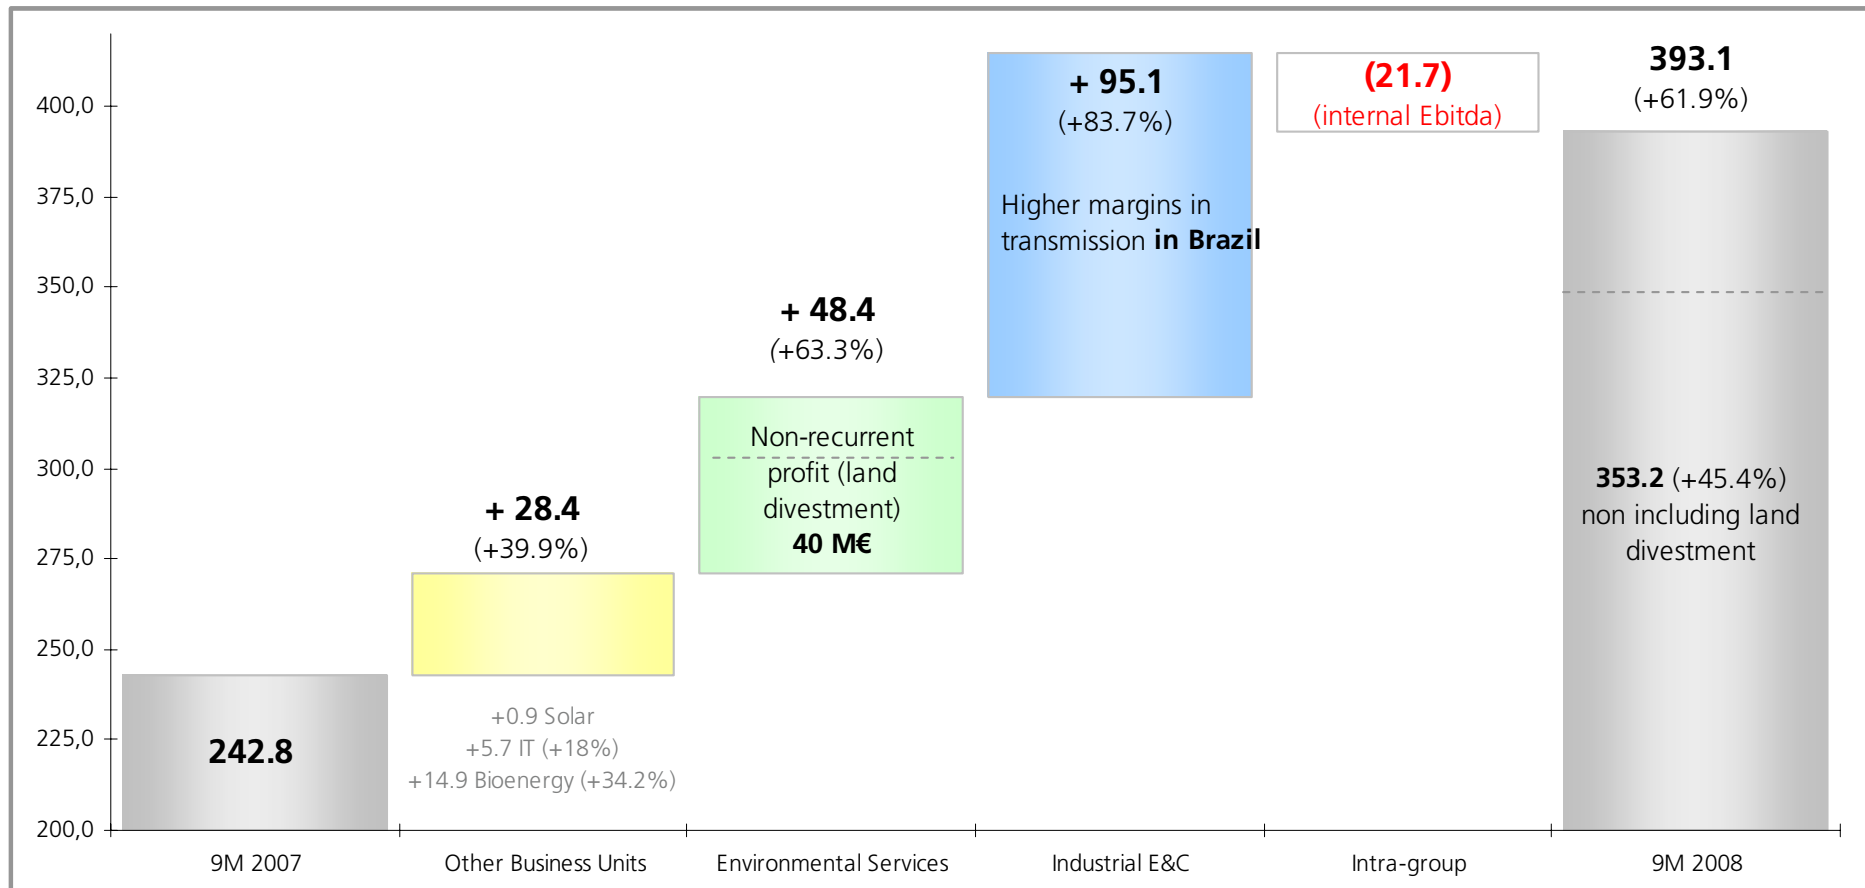 400,0
375,0
350,0
325,0
300,0
275,0
250,0
225,0
200,0
242.8
+ 28.4
(+39.9%)
+0.9 Solar
+5.7 IT (+18%)
+14.9 Bioenergy (+34.2%)
+ 48.4
(+63.3%)
Non-recurrent
profit (land
divestment)
40 M€
+ 95.1
(+83.7%)
Higher margins in
transmission in Brazil
(21.7)
(internal Ebitda)
393.1
(+61.9%)
353.2 (+45.4%)
non including land
divestment
9M 2007
Other Business Units
Environmental Services
Industrial E&C
Intra-group
9M 2008